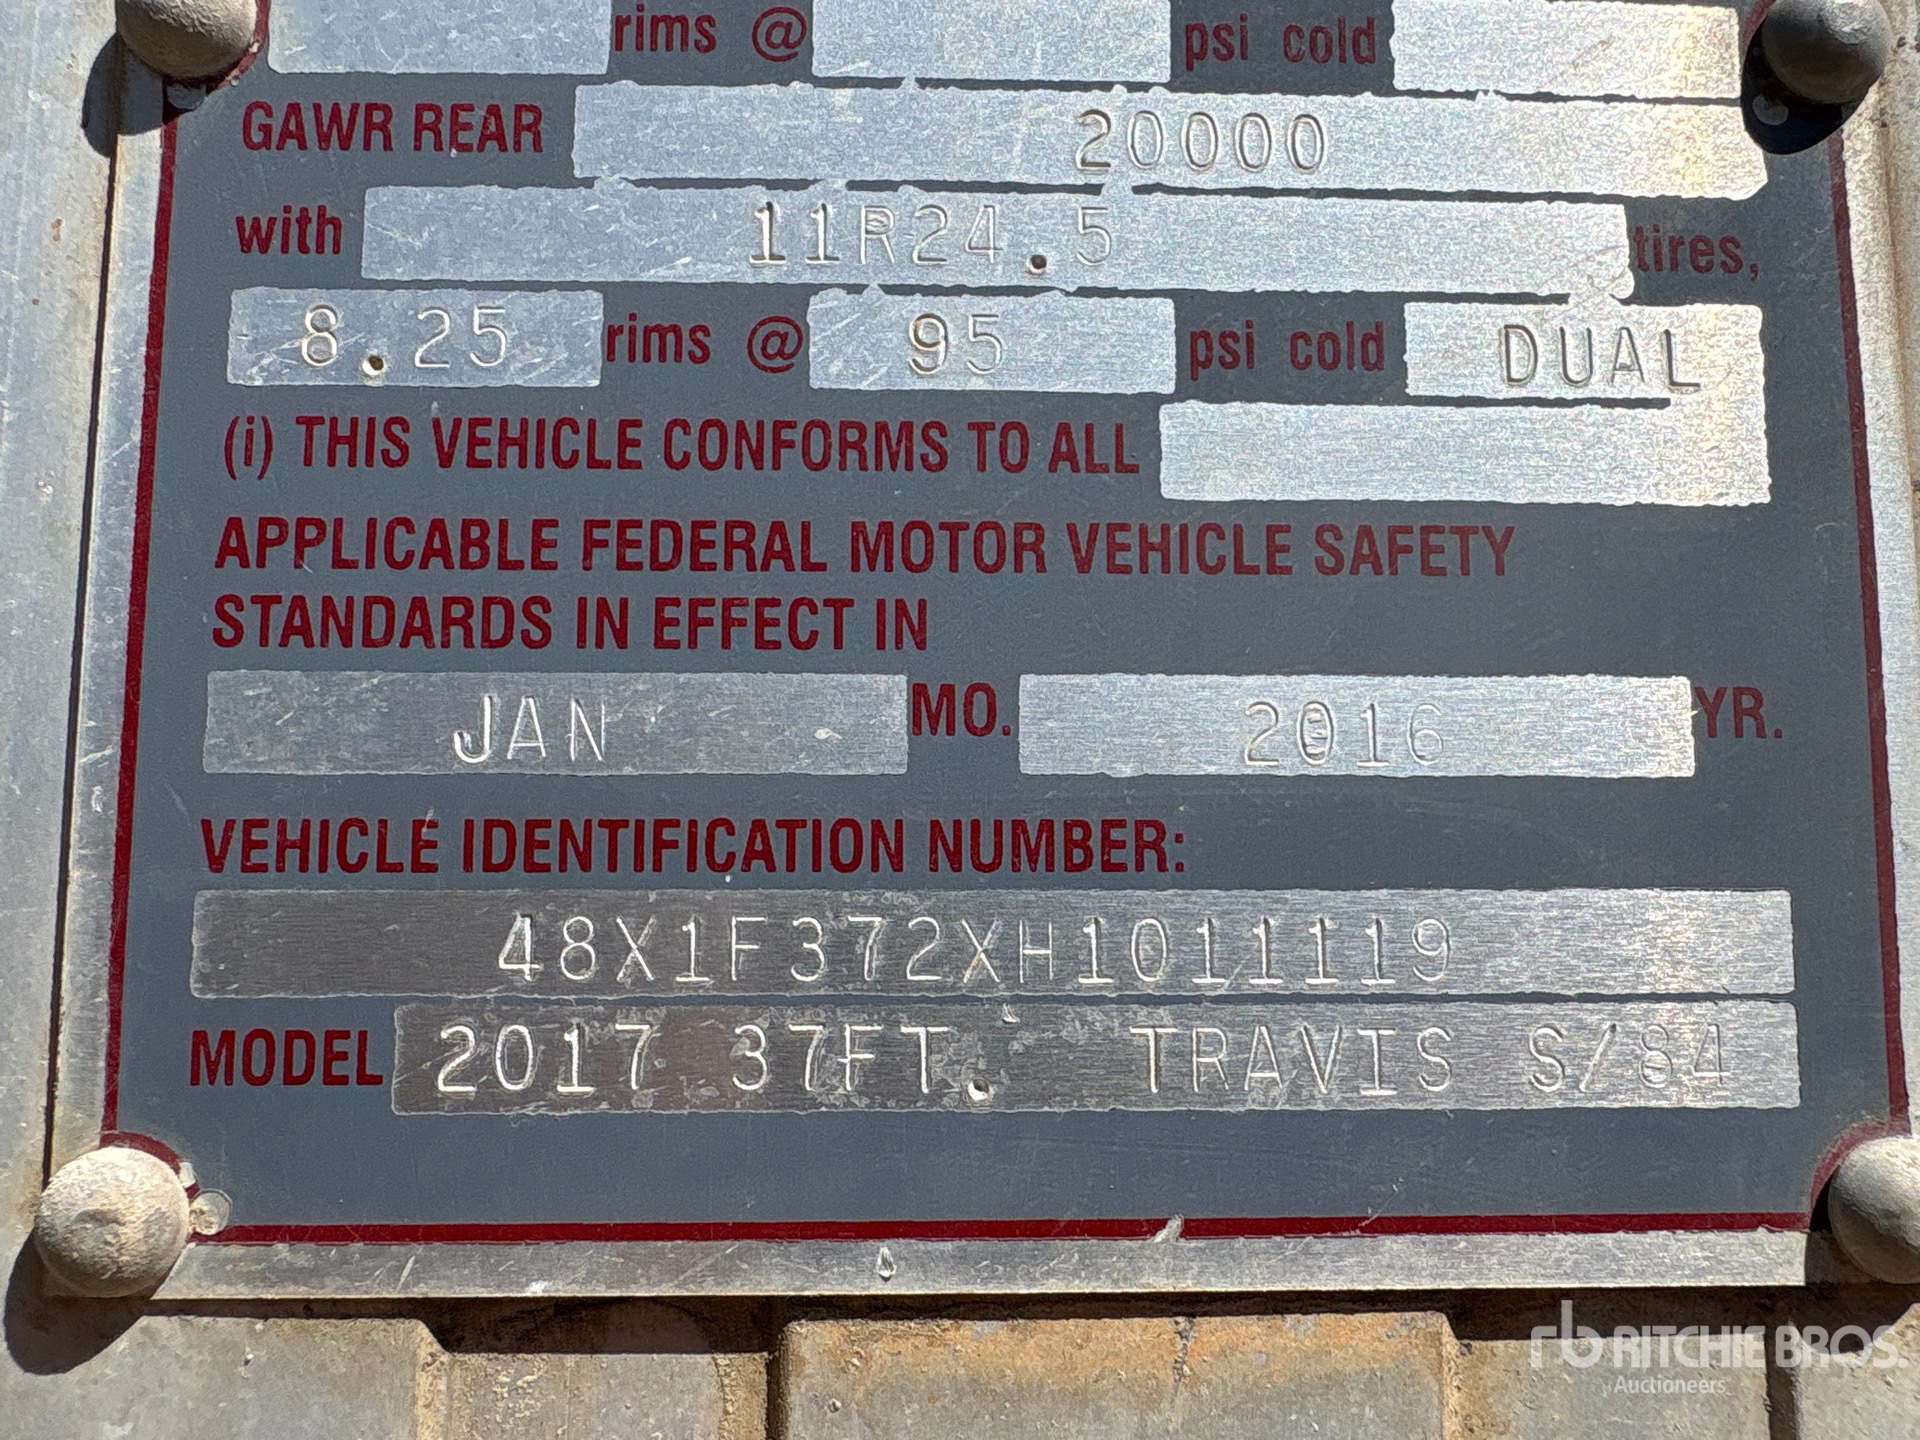 rims @ psi cold
GAWR REAR 20000
with 11R24.5 tires,
8.25 rims @ 95 psi cold DUAL
(i) THIS VEHICLE CONFORMS TO ALL
APPLICABLE FEDERAL MOTOR VEHICLE SAFETY
STANDARDS IN EFFECT IN
JAN MO. 2016 YR.
VEHICLE IDENTIFICATION NUMBER:
48X1F372XH1011119
MODEL 2017 37FT. TRAVIS S/84
rb RITCHIE BROS.
Auctioneers